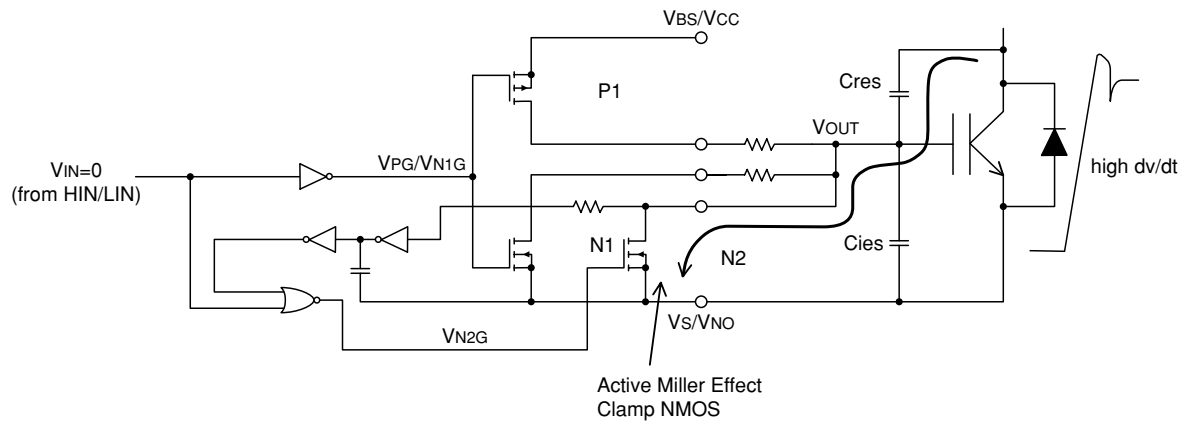 VBS/VCC
P1
Cres
VOUT
VIN=0
(from HIN/LIN)
VPG/VN1G
high dv/dt
N1
N2
Cies
VS/VNO
VN2G
Active Miller Effect
Clamp NMOS